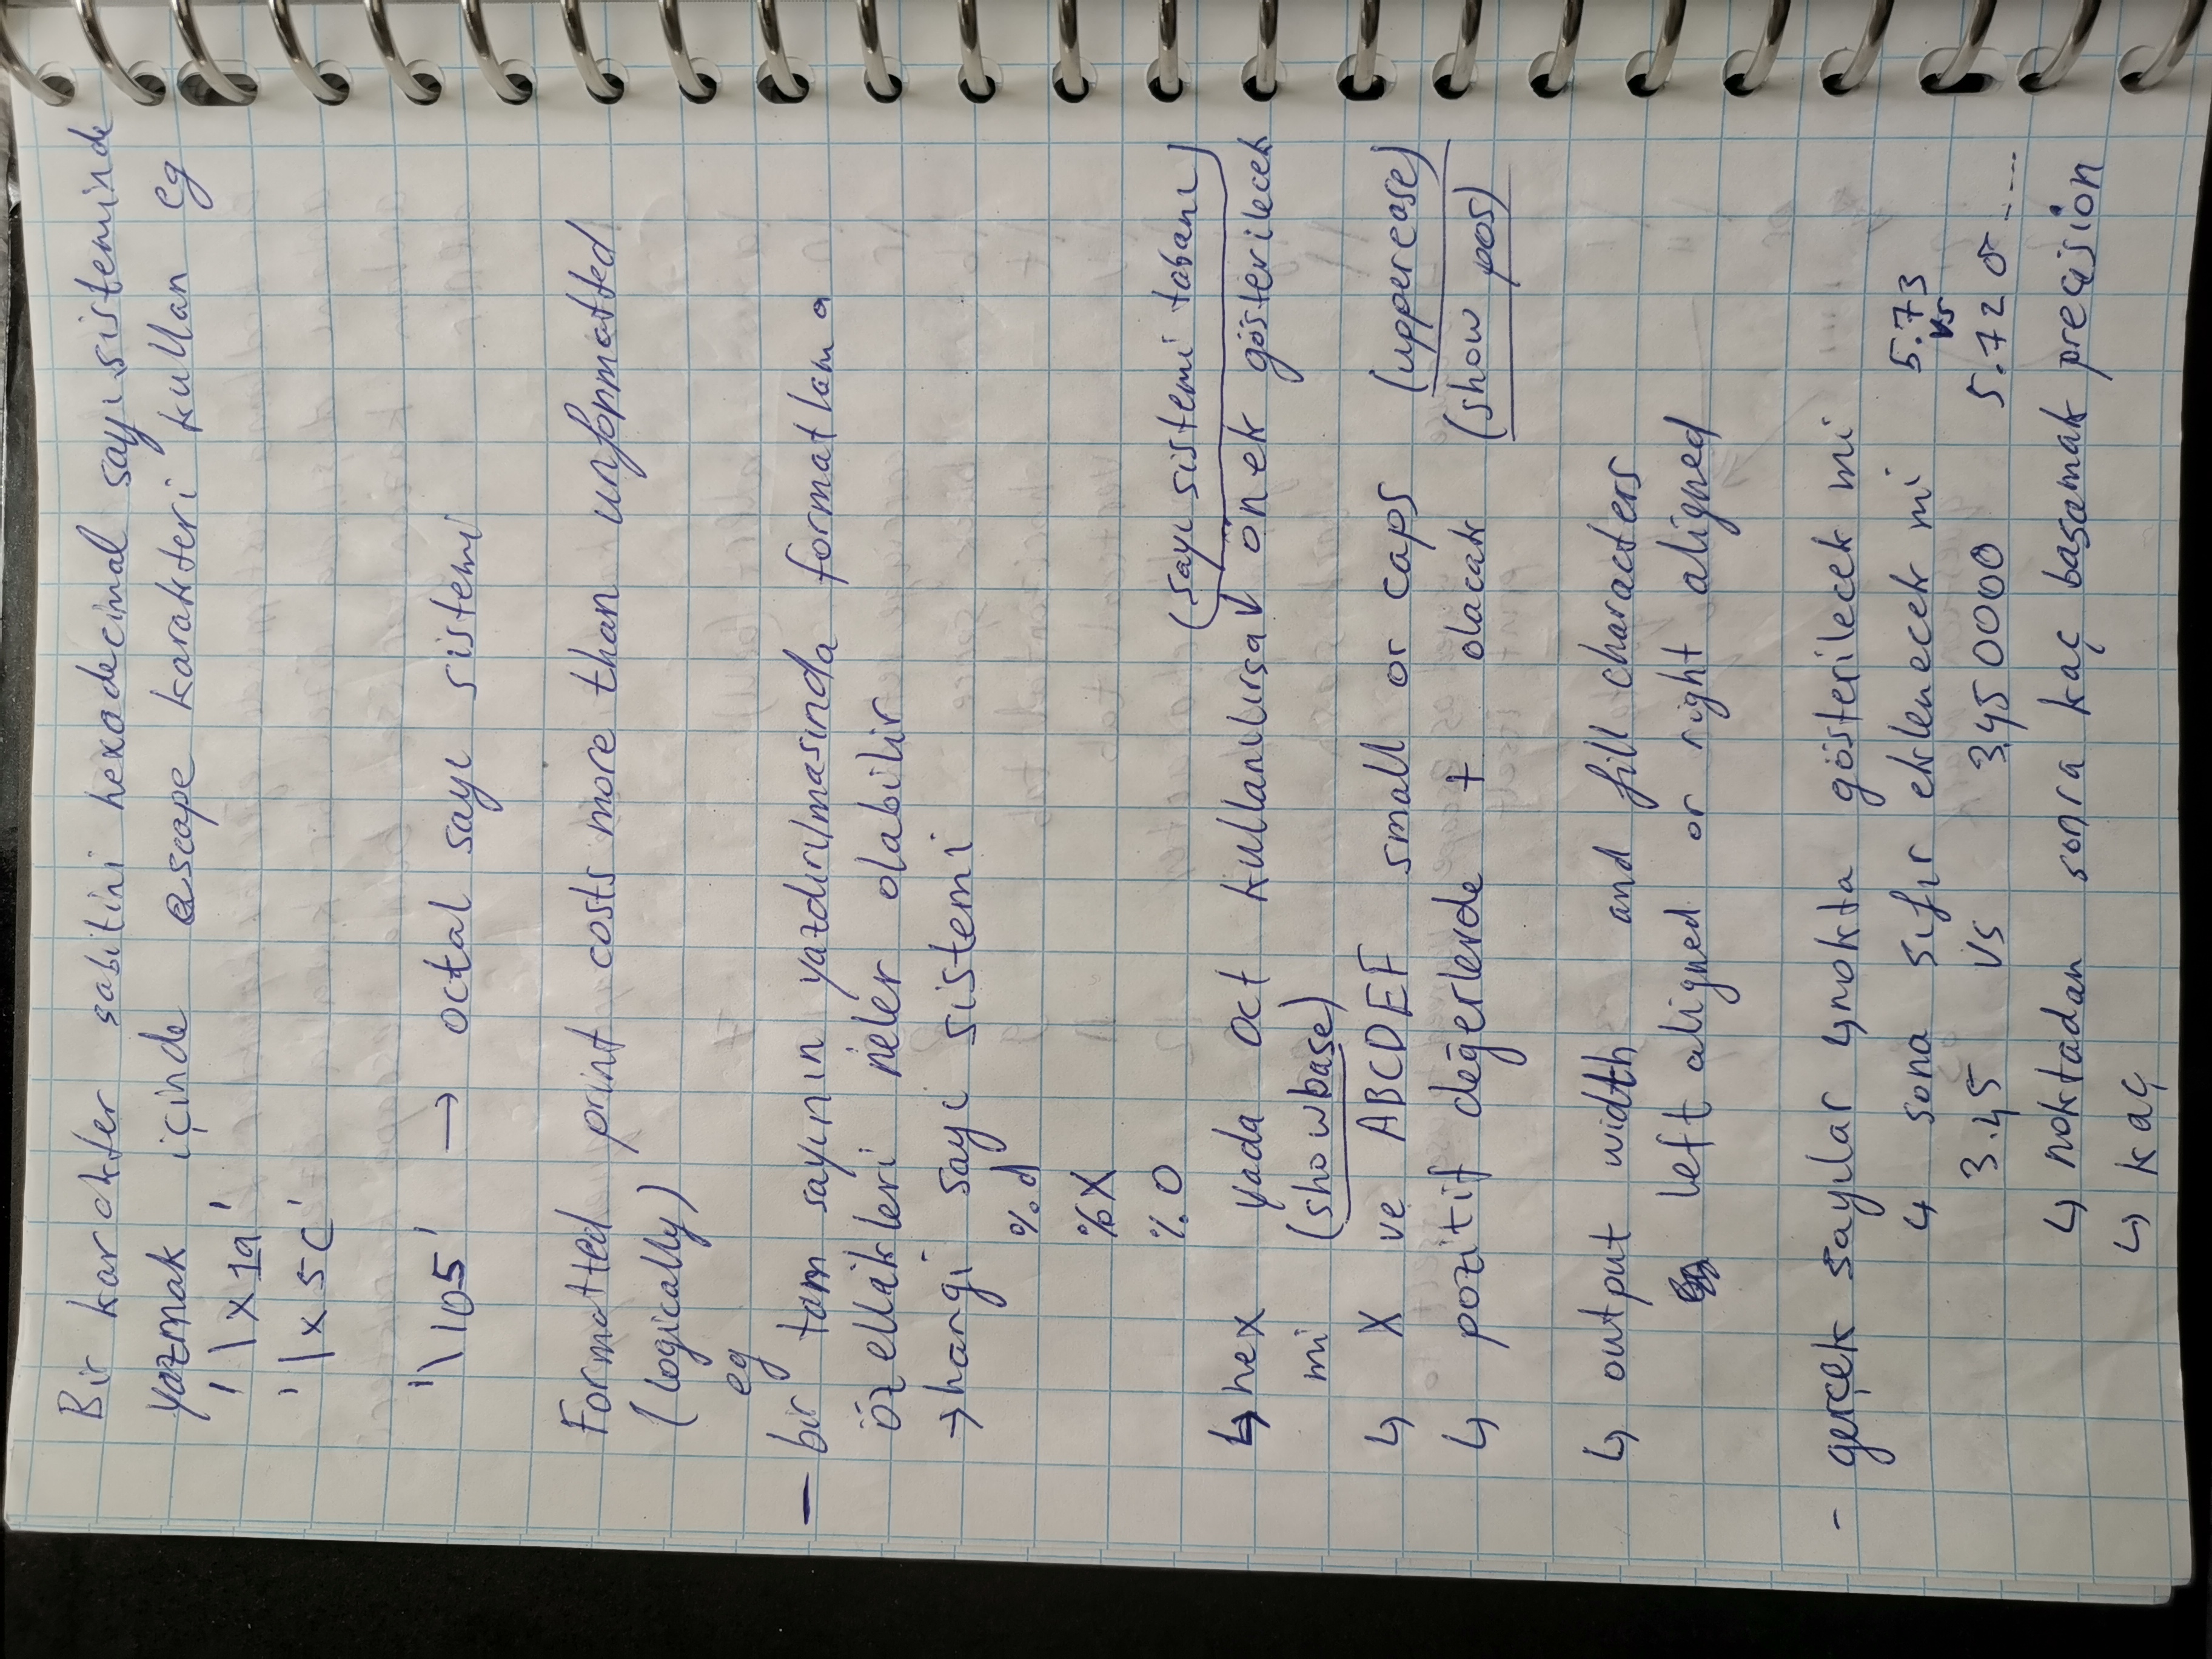 Bir karakter sabitini hexadecimal sayı sisteminde
yazmak içinde escape karakteri kullan eg
'\x1a'
'\x5C'
'\105' → octal sayı sistemi
Formatted print costs more than unformatted
(logically)
eg
- bir tam sayının yazdırılmasında formatlama
özellikleri neler olabilir
→ hangi sayı sistemi
%d
%X
%O
(sayı sistemi tabanı)
↳ hex yada oct kullanılırsa önek gösterilecek
mi (showbase)
↳ X ve ABCDEF small or caps (uppercase)
↳ pozitif değerlerde + olacak (show pos)
↳ output width and fill characters
left aligned or right aligned
- gerçek sayılar ↳ nokta gösterilecek mi
↳ sona sıfır eklenecek mi 5.73
vs
3.45 vs 3.450000 5.720....
↳ noktadan sonra kaç basamak precision
↳ kaç